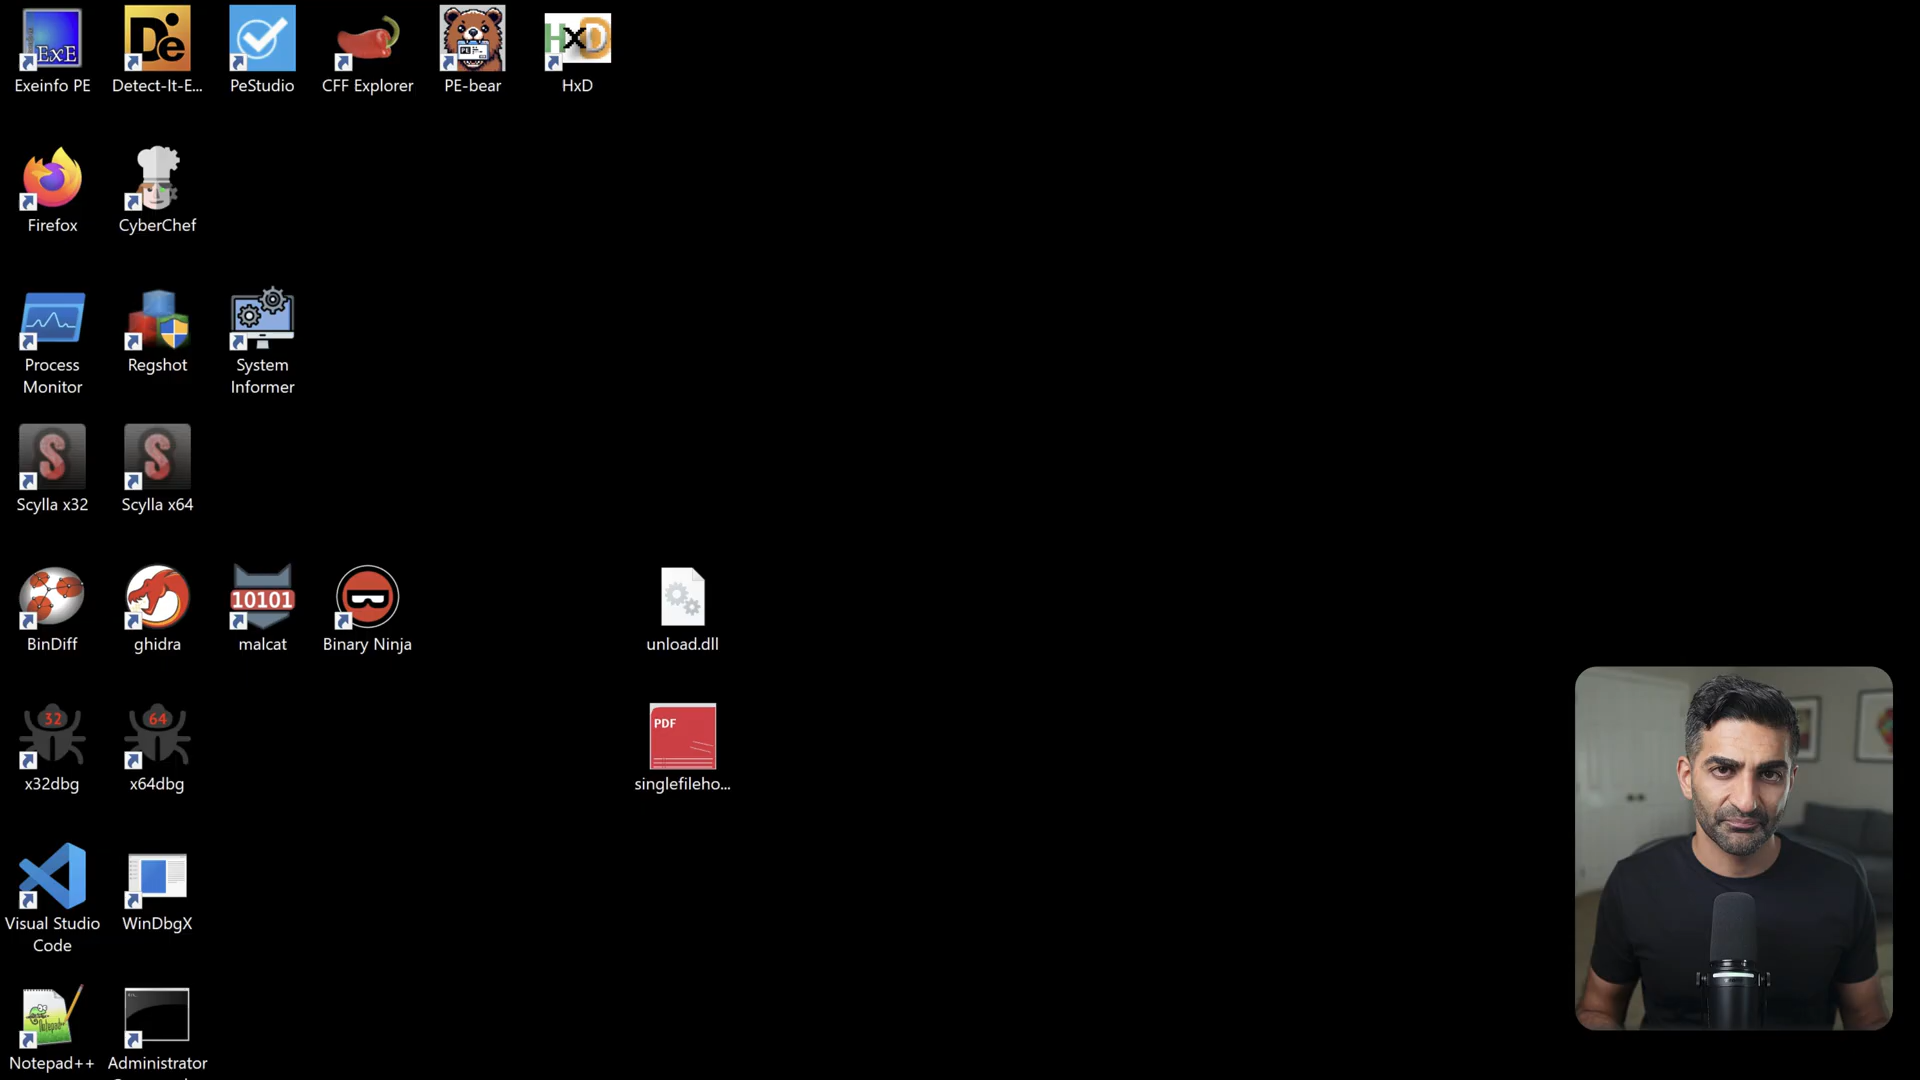 ExE
De
PE
HxD
Exeinfo PE
Detect-It-E...
PeStudio
CFF Explorer
PE-bear
HxD
Firefox
CyberChef
Process
Monitor
Regshot
System
Informer
S
S
Scylla x32
Scylla x64
10101
BinDiff
ghidra
malcat
Binary Ninja
unload.dll
32
64
PDF
x32dbg
x64dbg
singlefileho...
Visual Studio
Code
WinDbgX
Notepad++
Administrator